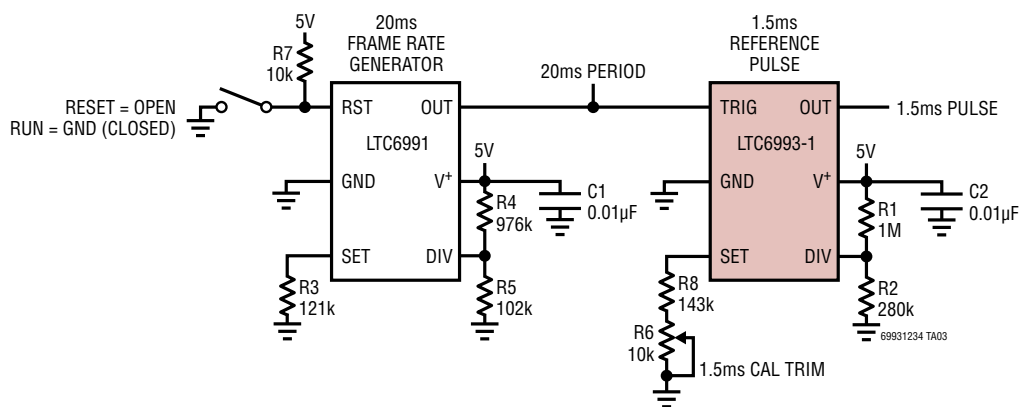 5V
R7
10k
RESET = OPEN
RUN = GND (CLOSED)
20ms
FRAME RATE
GENERATOR
RST
OUT
LTC6991
GND
V+
SET
DIV
R3
121k
5V
R4
976k
C1
0.01µF
R5
102k
20ms PERIOD
1.5ms
REFERENCE
PULSE
TRIG
OUT
1.5ms PULSE
LTC6993-1
GND
V+
SET
DIV
5V
R1
1M
C2
0.01µF
R2
280k
R8
143k
R6
10k
1.5ms CAL TRIM
69931234 TA03